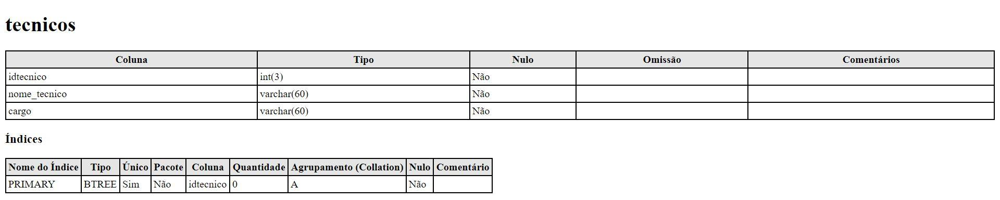 tecnicos
Coluna Tipo Nulo Omissão Comentários
idtecnico int(3) Não
nome_tecnico varchar(60) Não
cargo varchar(60) Não
Índices
Nome do Índice Tipo Único Pacote Coluna Quantidade Agrupamento (Collation) Nulo Comentário
PRIMARY BTREE Sim Não idtecnico 0 A Não